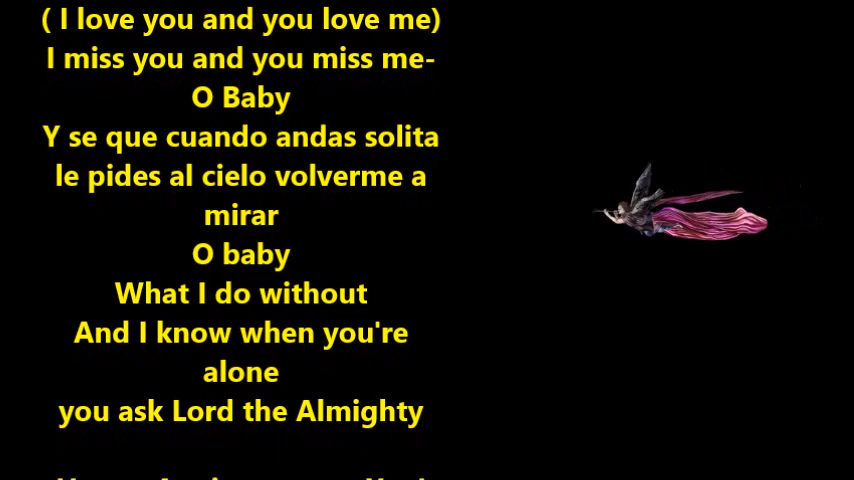 ( I love you and you love me)
I miss you and you miss me-
O Baby
Y se que cuando andas solita
le pides al cielo volverme a
mirar
O baby
What I do without
And I know when you're
alone
you ask Lord the Almighty